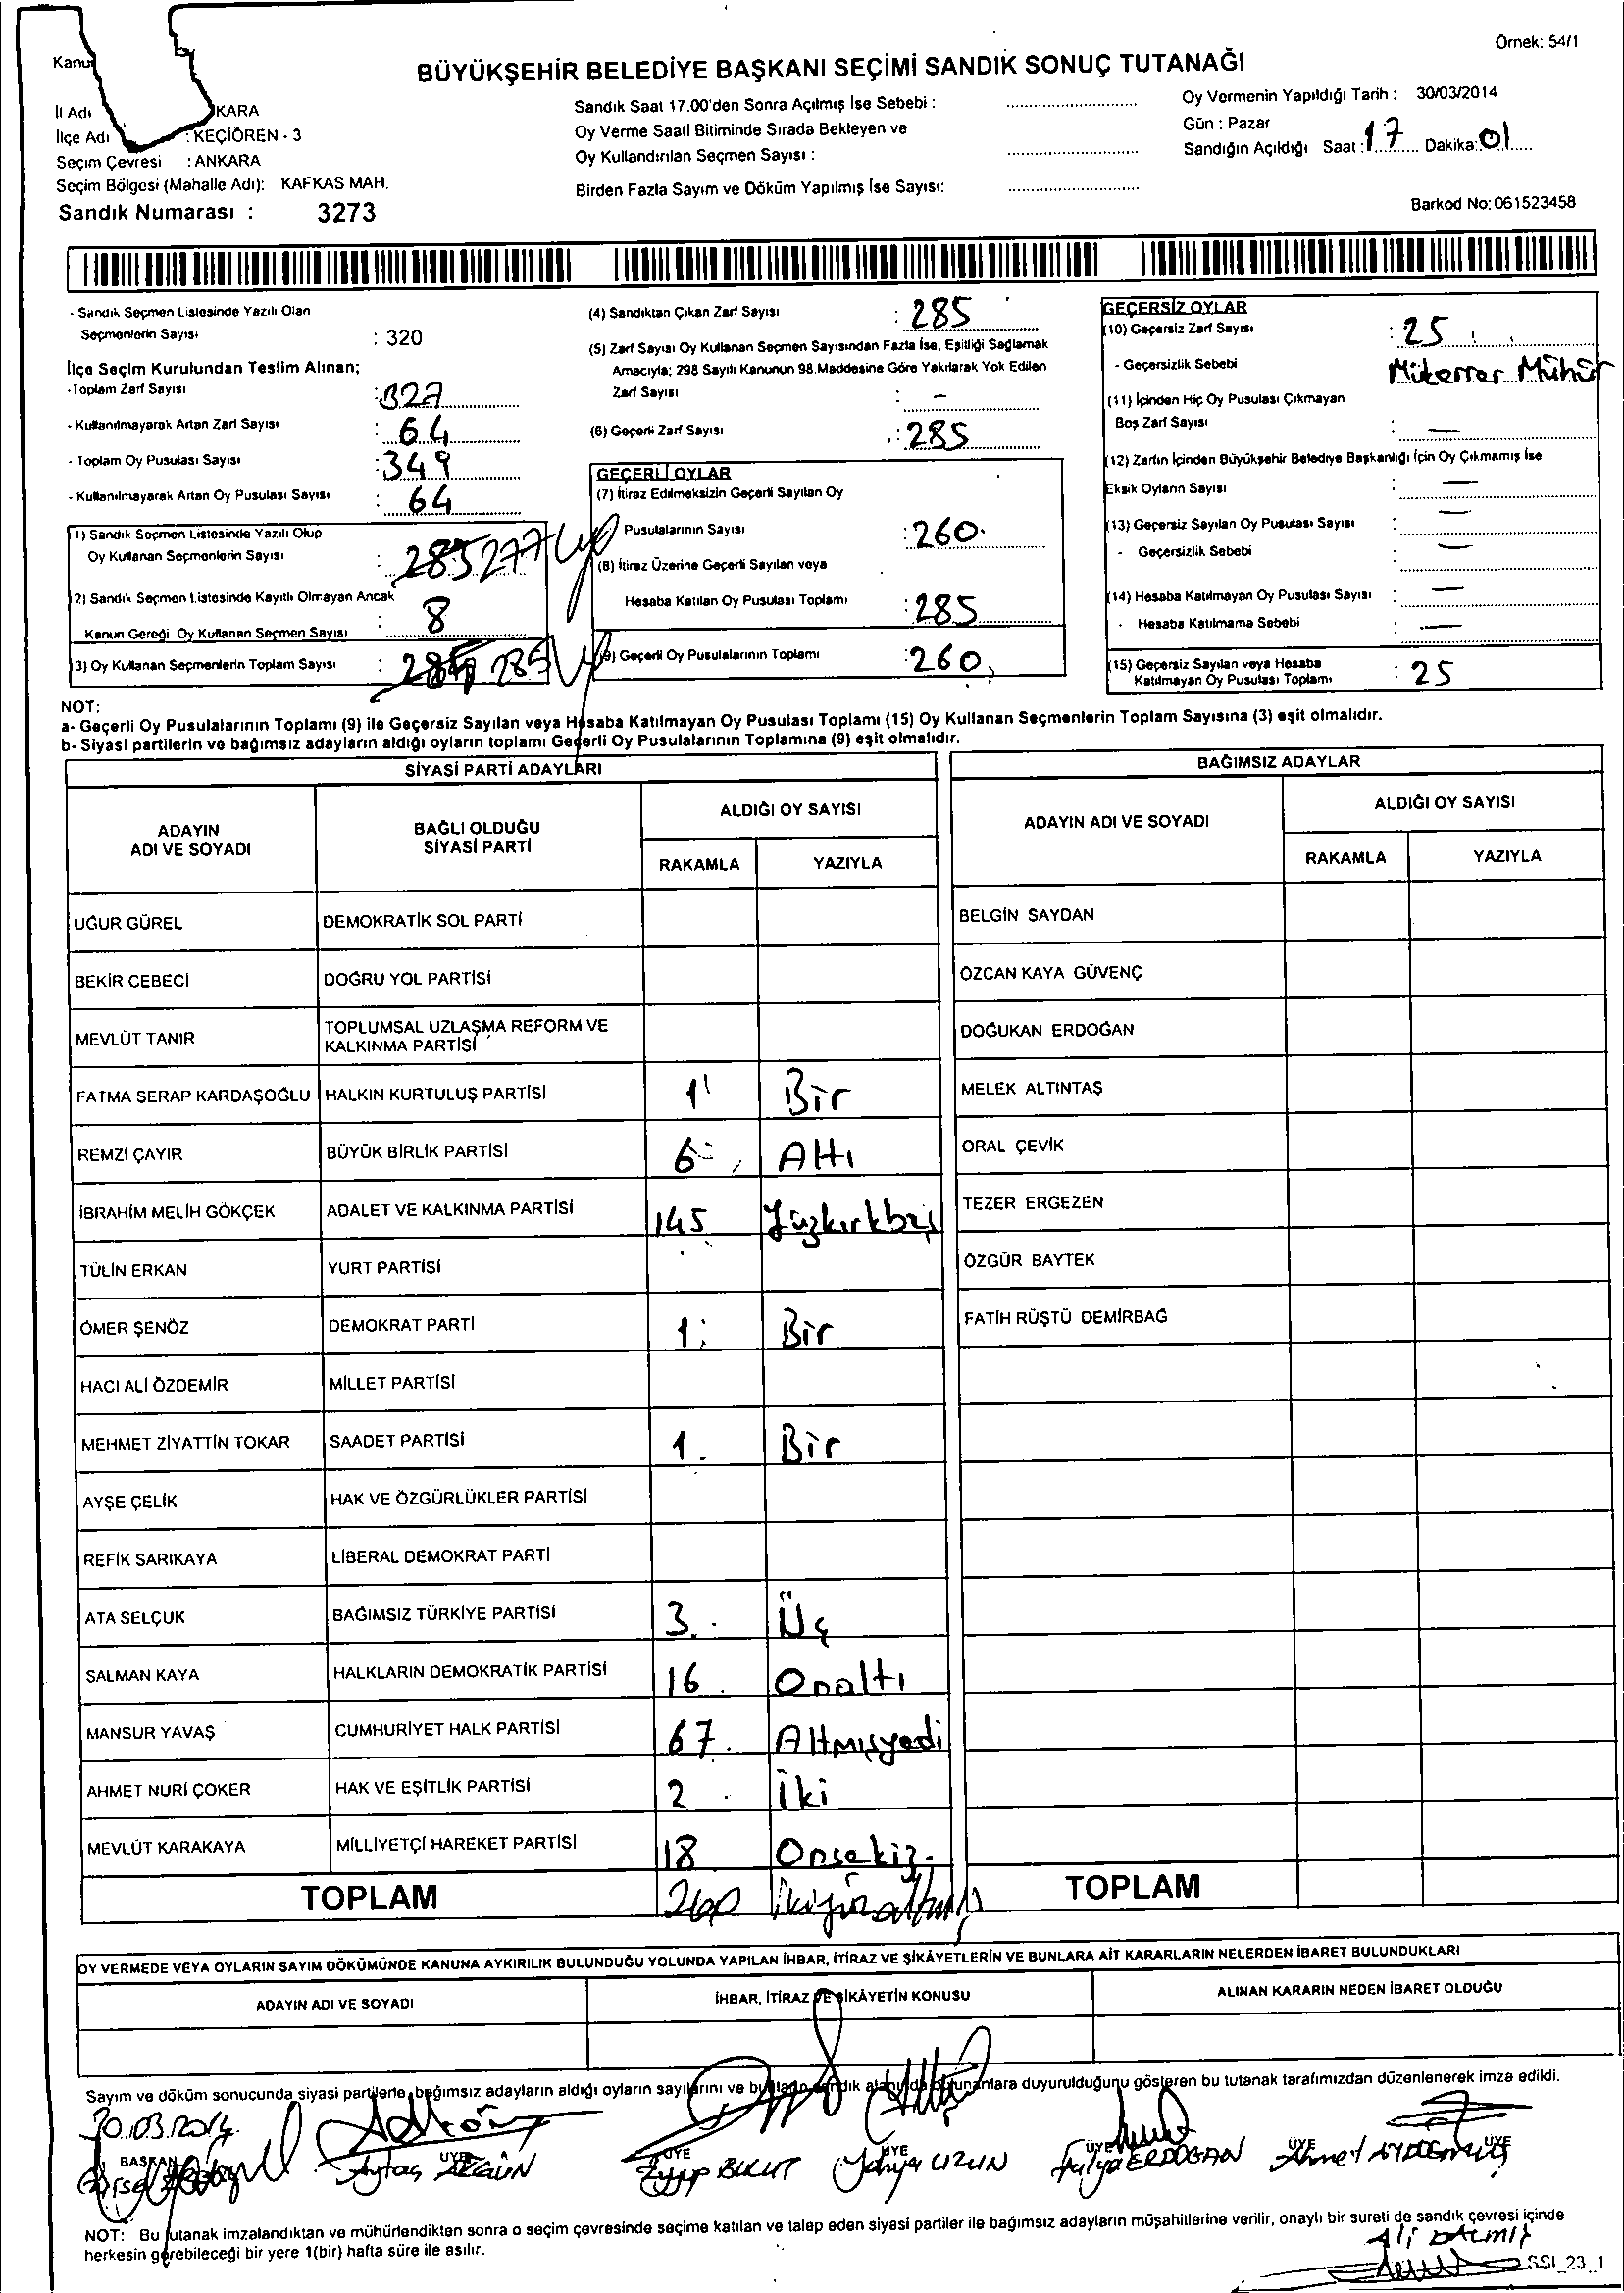 Örnek: 54/1
Kanu
BÜYÜKŞEHİR BELEDİYE BAŞKANI SEÇİMİ SANDIK SONUÇ TUTANAĞI
İl Adı KARA
İlçe Adı : KEÇİÖREN - 3
Seçim Çevresi : ANKARA
Seçim Bölgesi (Mahalle Adı): KAFKAS MAH.
Sandık Numarası : 3273
Sandık Saat 17.00'den Sonra Açılmış İse Sebebi :
Oy Verme Saati Bitiminde Sırada Bekleyen ve
Oy Kullandırılan Seçmen Sayısı :
Birden Fazla Sayım ve Döküm Yapılmış İse Sayısı:
Oy Vermenin Yapıldığı Tarih : 30/03/2014
Gün : Pazar
Sandığın Açıldığı Saat : 17 Dakika: 01
Barkod No: 061523458
- Sandık Seçmen Listesinde Yazılı Olan
Seçmenlerin Sayısı : 320
İlçe Seçim Kurulundan Teslim Alınan;
-Toplam Zarf Sayısı : 327
- Kullanılmayarak Artan Zarf Sayısı : 64
- Toplam Oy Pusulası Sayısı : 349
- Kullanılmayarak Artan Oy Pusulası Sayısı : 64
1) Sandık Seçmen Listesinde Yazılı Olup
Oy Kullanan Seçmenlerin Sayısı : 285 277
2) Sandık Seçmen Listesinde Kayıtlı Olmayan Ancak
Kanun Gereği Oy Kullanan Seçmen Sayısı : 8
3) Oy Kullanan Seçmenlerin Toplam Sayısı : 285
(4) Sandıktan Çıkan Zarf Sayısı : 285
(5) Zarf Sayısı Oy Kullanan Seçmen Sayısından Fazla İse, Eşitliği Sağlamak
Amacıyla; 298 Sayılı Kanunun 98.Maddesine Göre Yakılarak Yok Edilen
Zarf Sayısı : -
(6) Geçerli Zarf Sayısı : 285
GEÇERLİ OYLAR
(7) İtiraz Edilmeksizin Geçerli Sayılan Oy
Pusulalarının Sayısı : 260
(8) İtiraz Üzerine Geçerli Sayılan veya
Hesaba Katılan Oy Pusulası Toplamı : 285
(9) Geçerli Oy Pusulalarının Toplamı : 260
GEÇERSİZ OYLAR
(10) Geçersiz Zarf Sayısı : 25
- Geçersizlik Sebebi Mükerrer Mühür
(11) İçinden Hiç Oy Pusulası Çıkmayan
Boş Zarf Sayısı : —
(12) Zarfın İçinden Büyükşehir Belediye Başkanlığı İçin Oy Çıkmamış İse
Eksik Oyların Sayısı : —
(13) Geçersiz Sayılan Oy Pusulası Sayısı : —
- Geçersizlik Sebebi : —
(14) Hesaba Katılmayan Oy Pusulası Sayısı : —
- Hesaba Katılmama Sebebi : —
(15) Geçersiz Sayılan veya Hesaba
Katılmayan Oy Pusulası Toplamı : 25
NOT:
a- Geçerli Oy Pusulalarının Toplamı (9) ile Geçersiz Sayılan veya Hesaba Katılmayan Oy Pusulası Toplamı (15) Oy Kullanan Seçmenlerin Toplam Sayısına (3) eşit olmalıdır.
b- Siyasi partilerin ve bağımsız adayların aldığı oyların toplamı Geçerli Oy Pusulalarının Toplamına (9) eşit olmalıdır.
SİYASİ PARTİ ADAYLARI
ADAYIN ADI VE SOYADI BAĞLI OLDUĞU SİYASİ PARTİ ALDIĞI OY SAYISI
RAKAMLA YAZIYLA
UĞUR GÜREL DEMOKRATİK SOL PARTİ
BEKİR CEBECİ DOĞRU YOL PARTİSİ
MEVLÜT TANIR TOPLUMSAL UZLAŞMA REFORM VE KALKINMA PARTİSİ
FATMA SERAP KARDAŞOĞLU HALKIN KURTULUŞ PARTİSİ 1 Bir
REMZİ ÇAYIR BÜYÜK BİRLİK PARTİSİ 6 Altı
İBRAHİM MELİH GÖKÇEK ADALET VE KALKINMA PARTİSİ 145 Yüzkırkbeş
TÜLİN ERKAN YURT PARTİSİ
ÖMER ŞENÖZ DEMOKRAT PARTİ 1 Bir
HACI ALİ ÖZDEMİR MİLLET PARTİSİ
MEHMET ZİYATTİN TOKAR SAADET PARTİSİ 1 Bir
AYŞE ÇELİK HAK VE ÖZGÜRLÜKLER PARTİSİ
REFİK SARIKAYA LİBERAL DEMOKRAT PARTİ
ATA SELÇUK BAĞIMSIZ TÜRKİYE PARTİSİ 3 Üç
SALMAN KAYA HALKLARIN DEMOKRATİK PARTİSİ 16 Onaltı
MANSUR YAVAŞ CUMHURİYET HALK PARTİSİ 67 Altmışyedi
AHMET NURİ ÇOKER HAK VE EŞİTLİK PARTİSİ 2 İki
MEVLÜT KARAKAYA MİLLİYETÇİ HAREKET PARTİSİ 18 Onsekiz
TOPLAM 260 İkiyüzaltmış
BAĞIMSIZ ADAYLAR
ADAYIN ADI VE SOYADI ALDIĞI OY SAYISI
RAKAMLA YAZIYLA
BELGİN SAYDAN
ÖZCAN KAYA GÜVENÇ
DOĞUKAN ERDOĞAN
MELEK ALTINTAŞ
ORAL ÇEVİK
TEZER ERGEZEN
ÖZGÜR BAYTEK
FATİH RÜŞTÜ DEMİRBAĞ
TOPLAM
OY VERMEDE VEYA OYLARIN SAYIM DÖKÜMÜNDE KANUNA AYKIRILIK BULUNDUĞU YOLUNDA YAPILAN İHBAR, İTİRAZ VE ŞİKÂYETLERİN VE BUNLARA AİT KARARLARIN NELERDEN İBARET BULUNDUKLARI
ADAYIN ADI VE SOYADI İHBAR, İTİRAZ VE ŞİKÂYETİN KONUSU ALINAN KARARIN NEDEN İBARET OLDUĞU
Sayım ve döküm sonucunda siyasi partilerle, bağımsız adayların aldığı oyların sayılarını ve bunların sandık alanında bulunanlara duyurulduğunu gösteren bu tutanak tarafımızdan düzenlenerek imza edildi.
30.03.2014
BAŞKAN ÜYE ÜYE ÜYE ÜYE ÜYE ÜYE
Aytaç Eyyup BULUT Yahya UZUN Fulya ERDOĞAN Ahmet AYDOĞMUŞ
NOT: Bu tutanak imzalandıktan ve mühürlendikten sonra o seçim çevresinde seçime katılan ve talep eden siyasi partiler ile bağımsız adayların müşahitlerine verilir, onaylı bir sureti de sandık çevresi içinde
herkesin görebileceği bir yere 1(bir) hafta süre ile asılır.
Ali
SSI_23_1